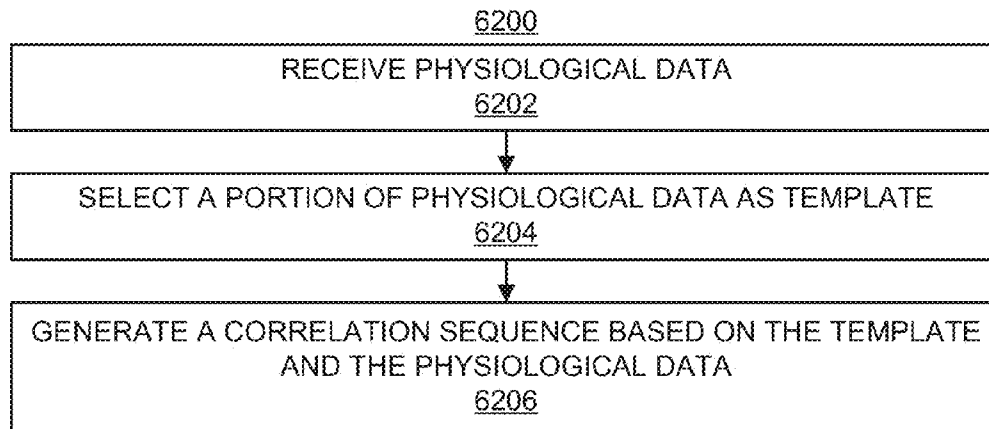 6200
RECEIVE PHYSIOLOGICAL DATA
6202
SELECT A PORTION OF PHYSIOLOGICAL DATA AS TEMPLATE
6204
GENERATE A CORRELATION SEQUENCE BASED ON THE TEMPLATE
AND THE PHYSIOLOGICAL DATA
6206